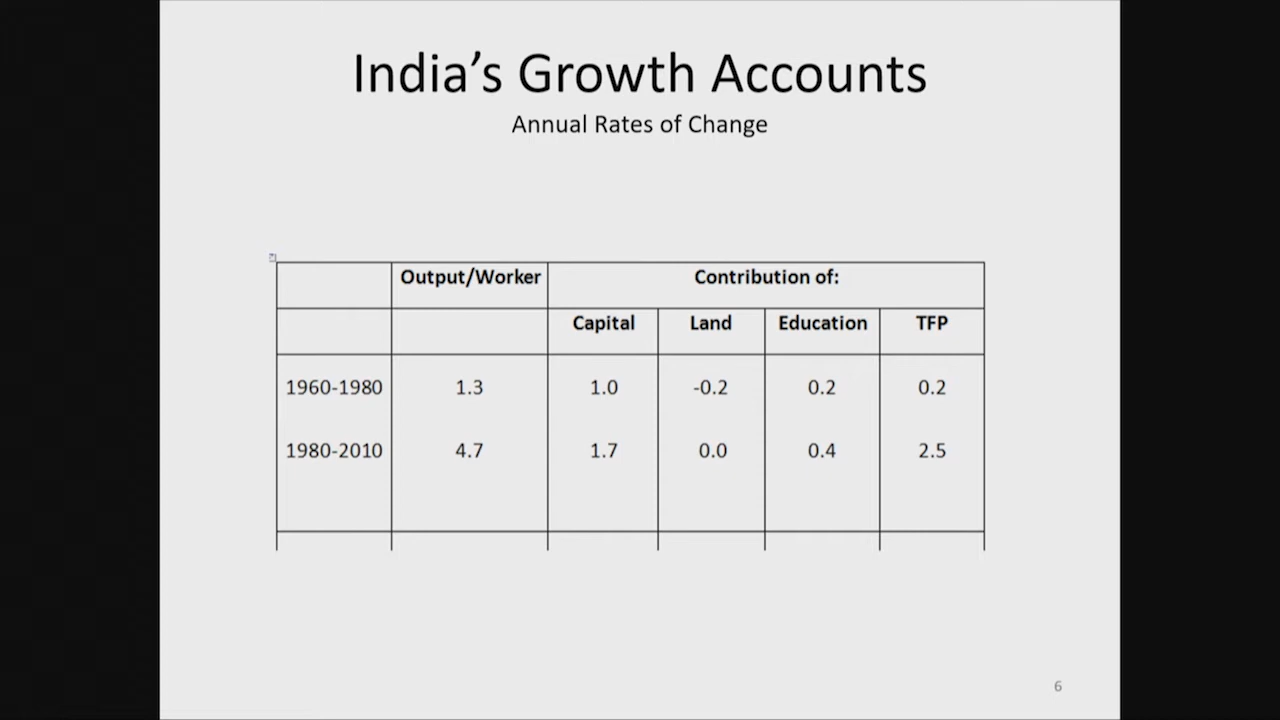 India’s Growth Accounts
Annual Rates of Change
Output/Worker Contribution of:
Capital Land Education TFP
1960-1980 1.3 1.0 -0.2 0.2 0.2
1980-2010 4.7 1.7 0.0 0.4 2.5
6